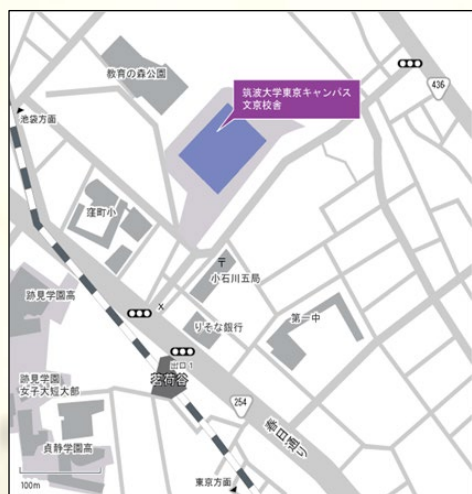 教育の森公園
筑波大学東京キャンパス
文京校舎
436
池袋方面
窪町小
〒
小石川五局
跡見学園高
X
りそな銀行
第一中
出口1
茗荷谷
跡見学園
女子大短大部
254
春日通り
貞静学園高
100m
東京方面